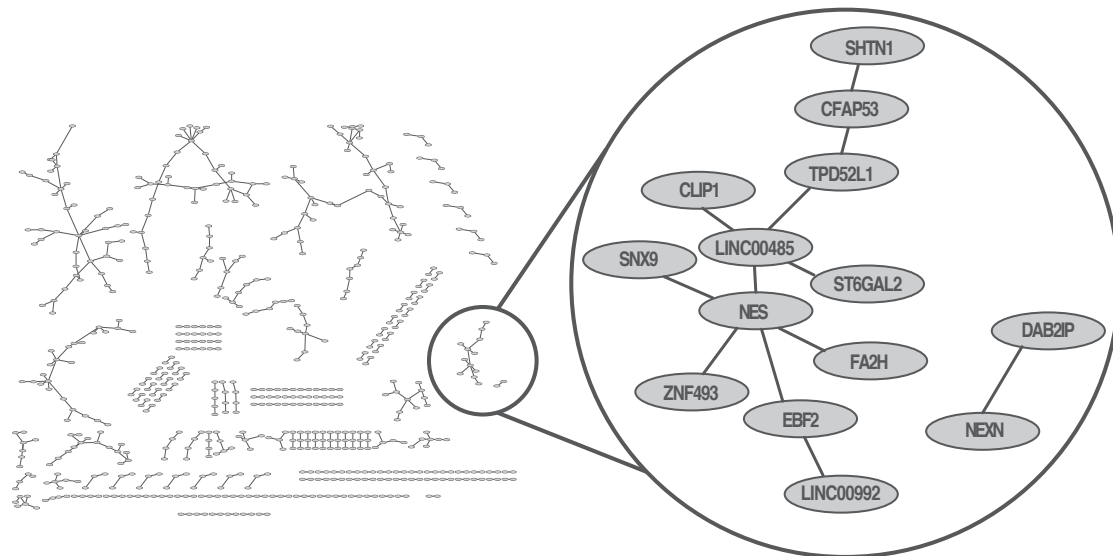 SHTN1
CFAP53
TPD52L1
CLIP1
LINC00485
SNX9
ST6GAL2
NES
DAB2IP
FA2H
ZNF493
EBF2
NEXN
LINC00992